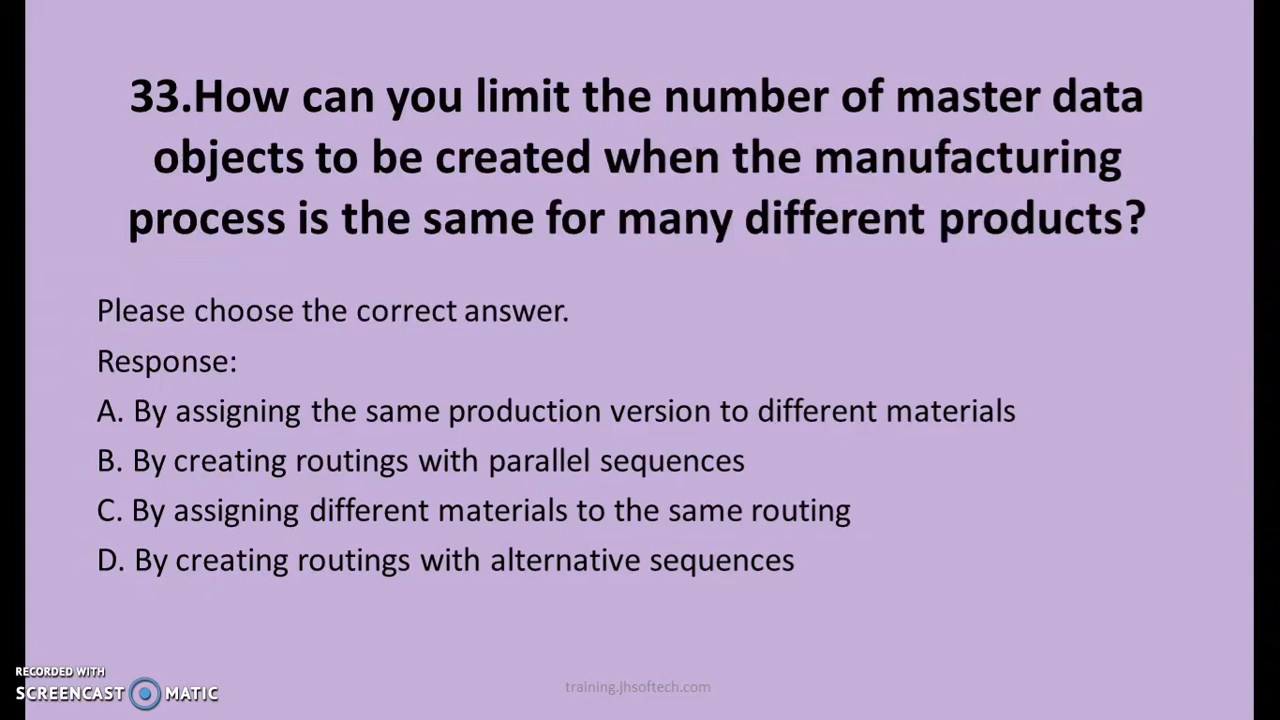 33.How can you limit the number of master data
objects to be created when the manufacturing
process is the same for many different products?
Please choose the correct answer.
Response:
A. By assigning the same production version to different materials
B. By creating routings with parallel sequences
C. By assigning different materials to the same routing
D. By creating routings with alternative sequences
RECORDED WITH
SCREENCAST MATIC
training.jhsoftech.com